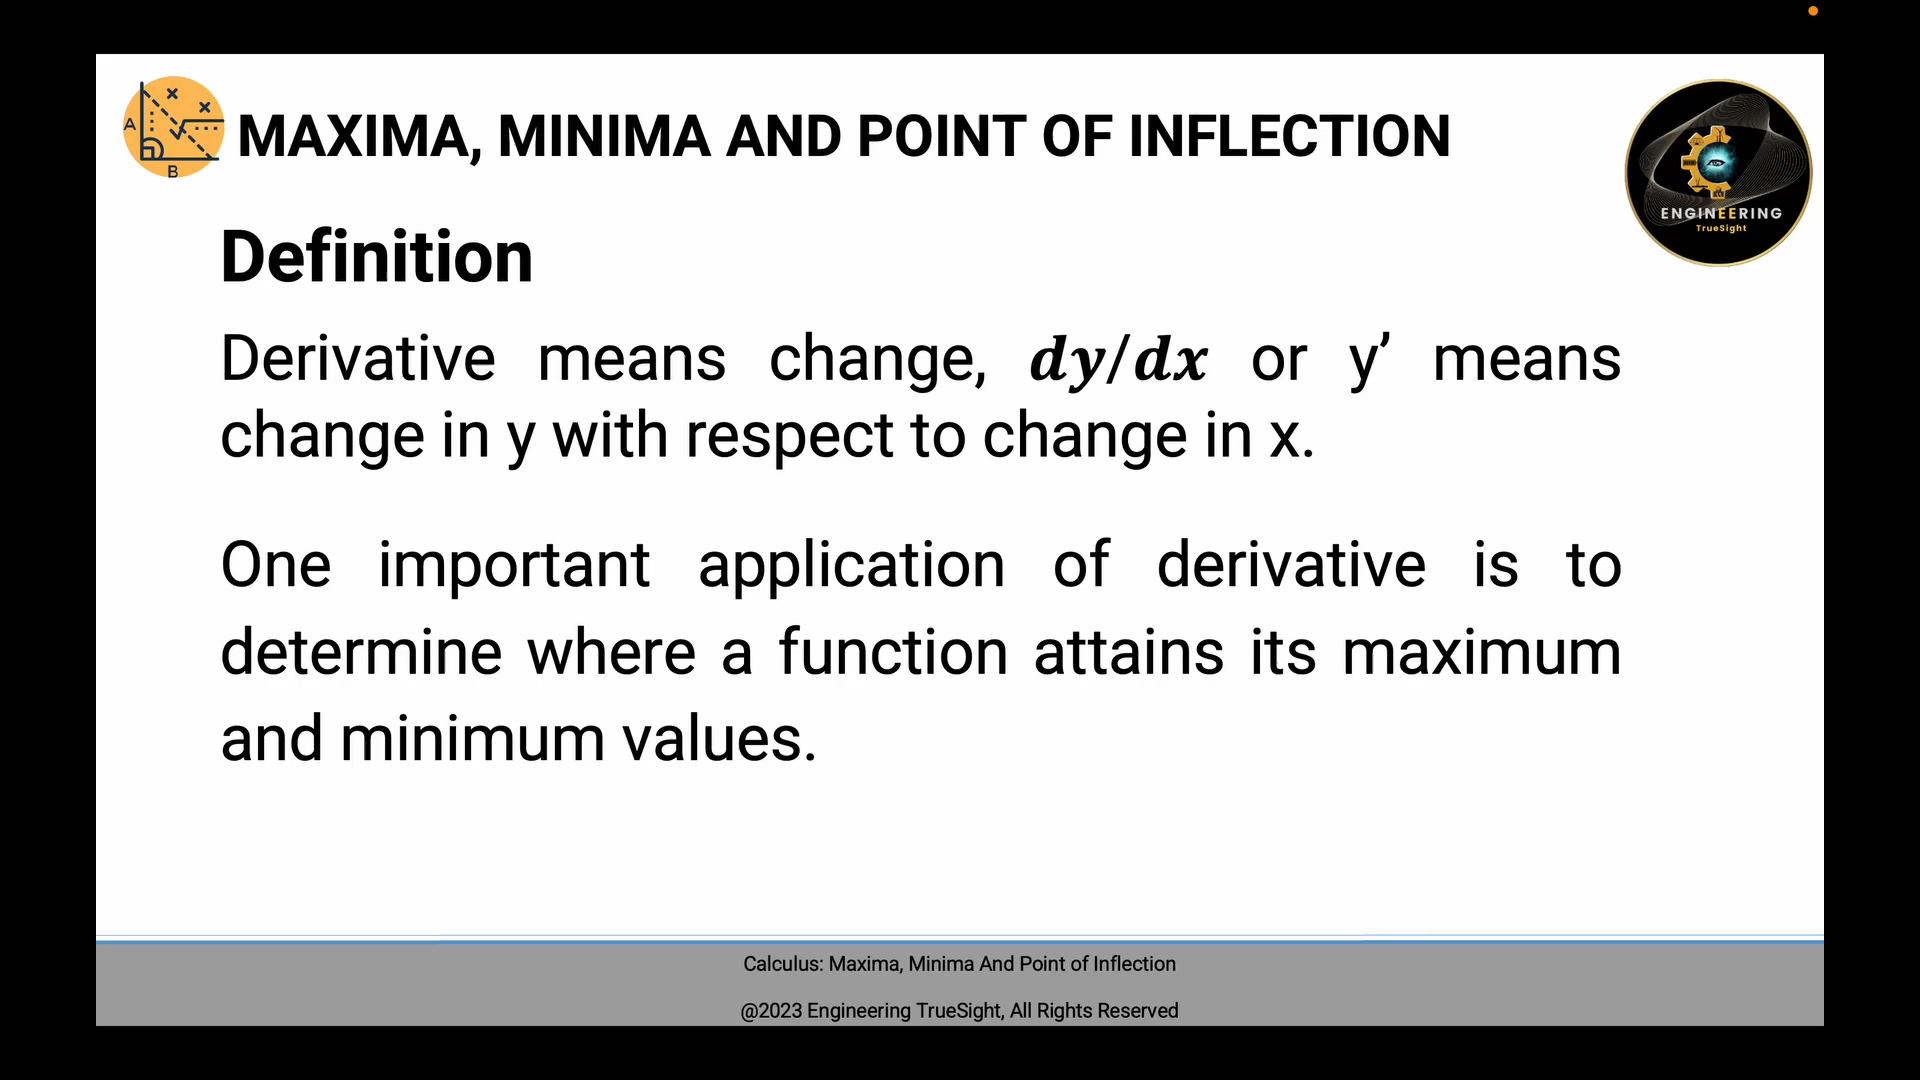 A
B
MAXIMA, MINIMA AND POINT OF INFLECTION
ENGINEERING
TrueSight
Definition
Derivative means change, dy/dx or y’ means
change in y with respect to change in x.
One important application of derivative is to
determine where a function attains its maximum
and minimum values.
Calculus: Maxima, Minima And Point of Inflection
@2023 Engineering TrueSight, All Rights Reserved